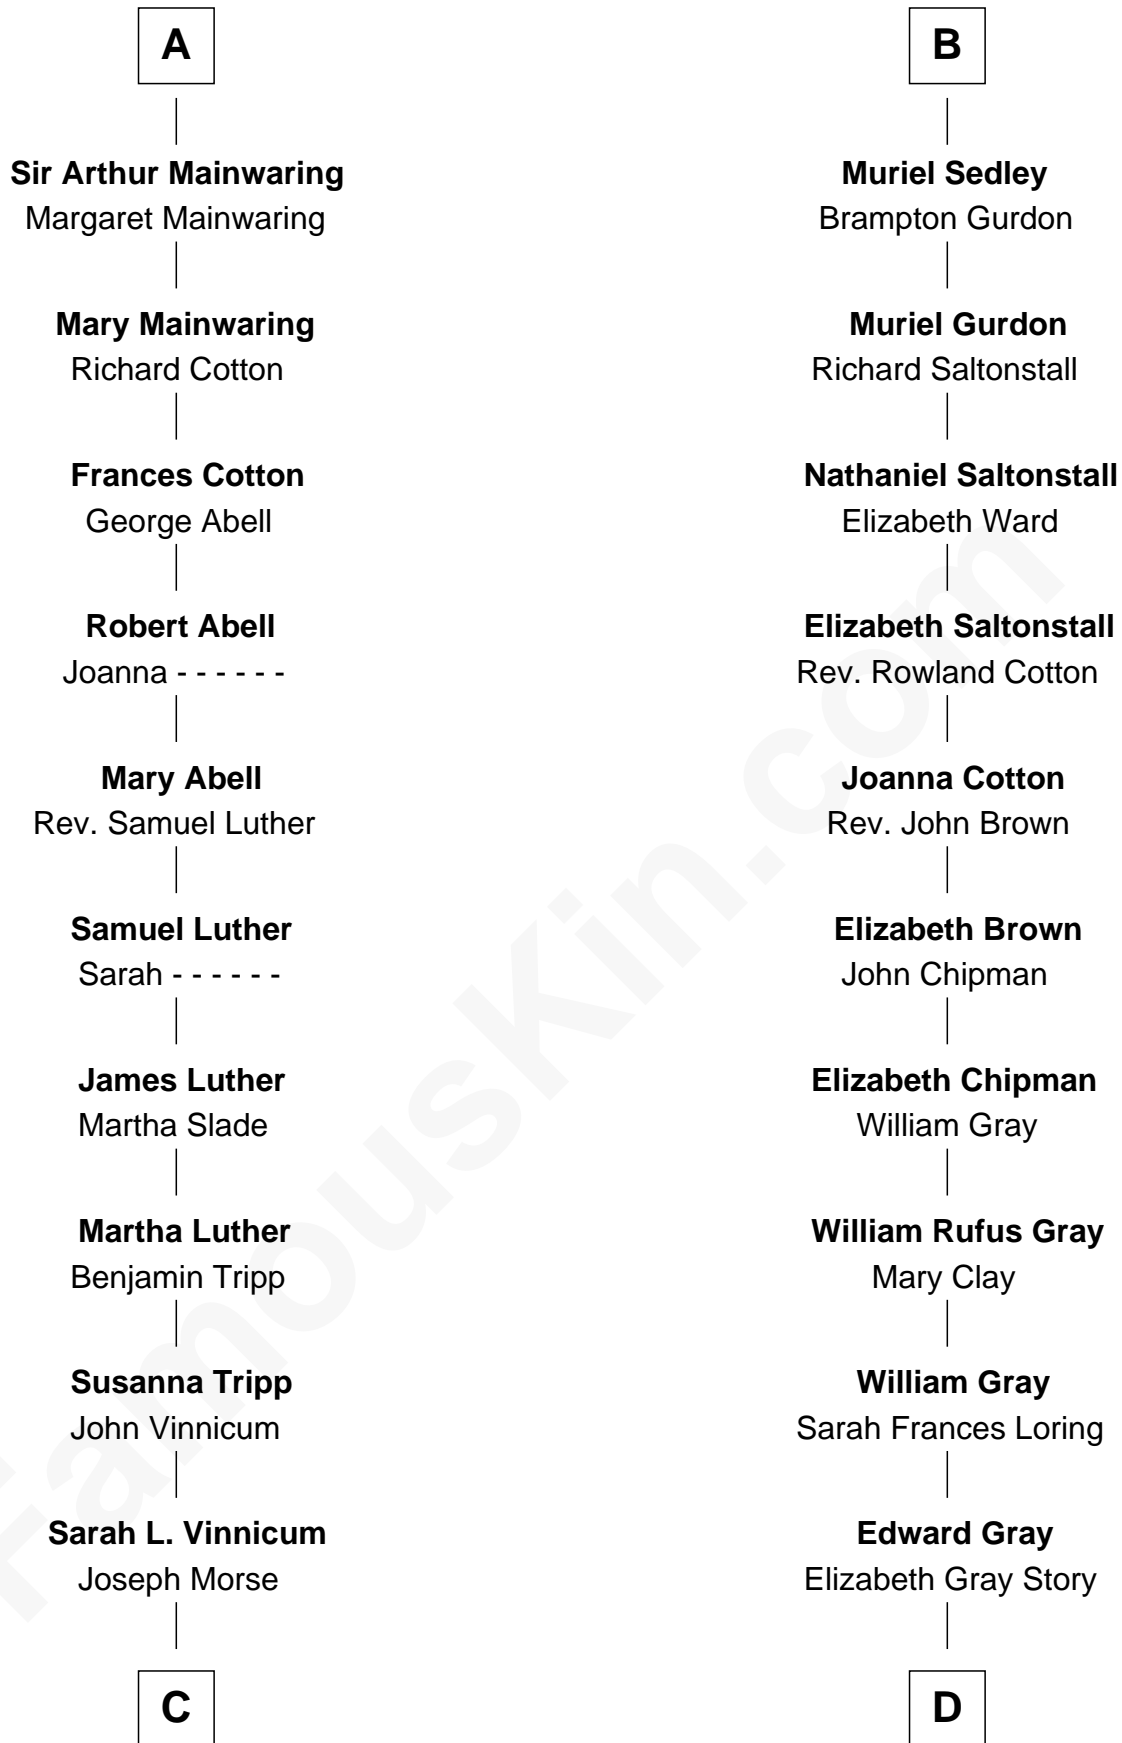 A
Sir Arthur Mainwaring
Margaret Mainwaring
Mary Mainwaring
Richard Cotton
Frances Cotton
George Abell
Robert Abell
Joanna - - - - - -
Mary Abell
Rev. Samuel Luther
Samuel Luther
Sarah - - - - - -
James Luther
Martha Slade
Martha Luther
Benjamin Tripp
Susanna Tripp
John Vinnicum
Sarah L. Vinnicum
Joseph Morse
C
B
Muriel Sedley
Brampton Gurdon
Muriel Gurdon
Richard Saltonstall
Nathaniel Saltonstall
Elizabeth Ward
Elizabeth Saltonstall
Rev. Rowland Cotton
Joanna Cotton
Rev. John Brown
Elizabeth Brown
John Chipman
Elizabeth Chipman
William Gray
William Rufus Gray
Mary Clay
William Gray
Sarah Frances Loring
Edward Gray
Elizabeth Gray Story
D
FamousKin.com